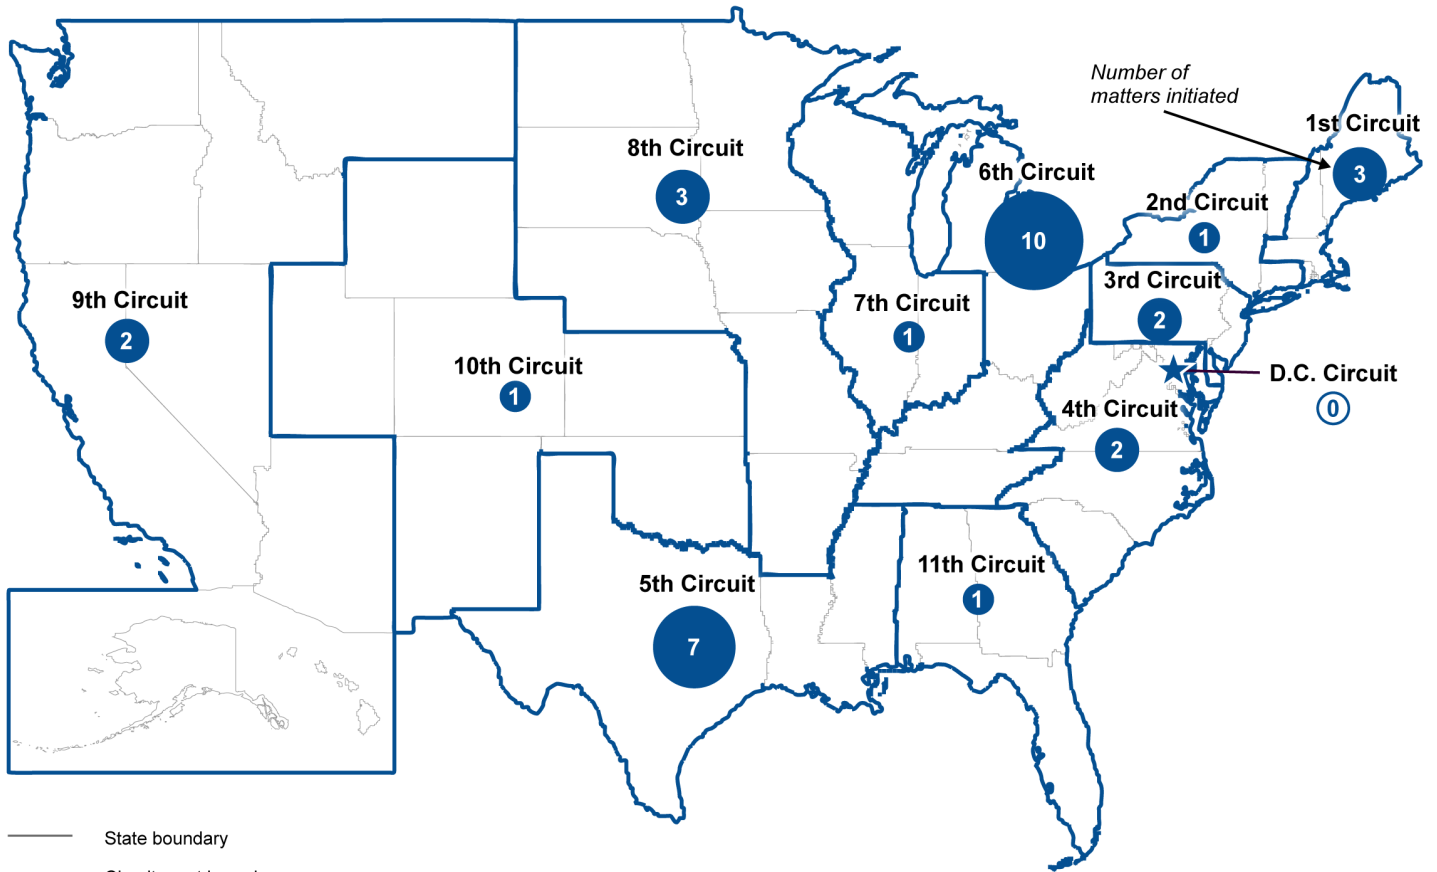 Number of
matters initiated
1st Circuit
3
8th Circuit
3
6th Circuit
10
2nd Circuit
1
3rd Circuit
2
9th Circuit
2
7th Circuit
1
10th Circuit
1
D.C. Circuit
0
4th Circuit
2
11th Circuit
1
5th Circuit
7
State boundary